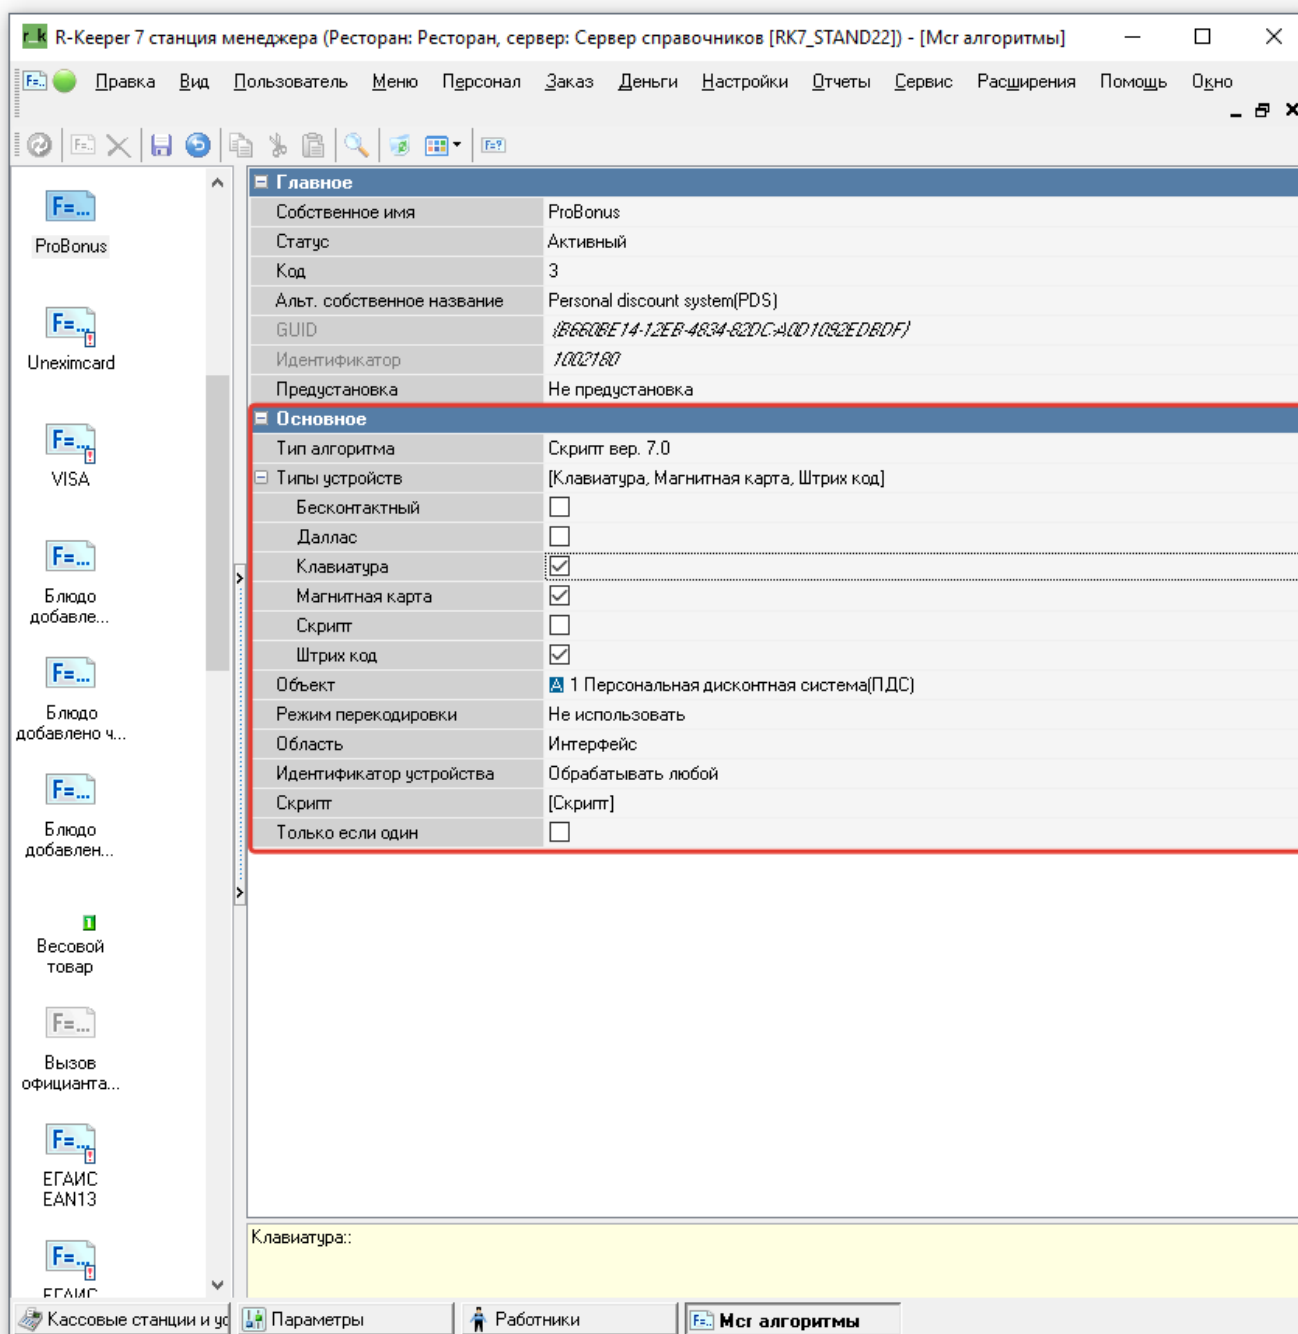 r_k R-Keeper 7 станция менеджера (Ресторан: Ресторан, сервер: Сервер справочников [RK7_STAND22]) - [Mcr алгоритмы]
Правка Вид Пользователь Меню Персонал Заказ Деньги Настройки Отчеты Сервис Расширения Помощь Окно
ProBonus
Uneximcard
VISA
Блюдо
добавле...
Блюдо
добавлено ч...
Блюдо
добавлен...
Весовой
товар
Вызов
официанта...
ЕГАИС
EAN13
ЕГАИС
Главное
Собственное имя ProBonus
Статус Активный
Код 3
Альт. собственное название Personal discount system(PDS)
GUID {B660BE14-12EB-4834-82DC-A0D1092EDBDF}
Идентификатор 1002180
Предустановка Не предустановка
Основное
Тип алгоритма Скрипт вер. 7.0
Типы устройств [Клавиатура, Магнитная карта, Штрих код]
Бесконтактный
Даллас
Клавиатура
Магнитная карта
Скрипт
Штрих код
Объект 1 Персональная дисконтная система(ПДС)
Режим перекодировки Не использовать
Область Интерфейс
Идентификатор устройства Обрабатывать любой
Скрипт [Скрипт]
Только если один
Клавиатура::
Кассовые станции и ус Параметры Работники Mcr алгоритмы